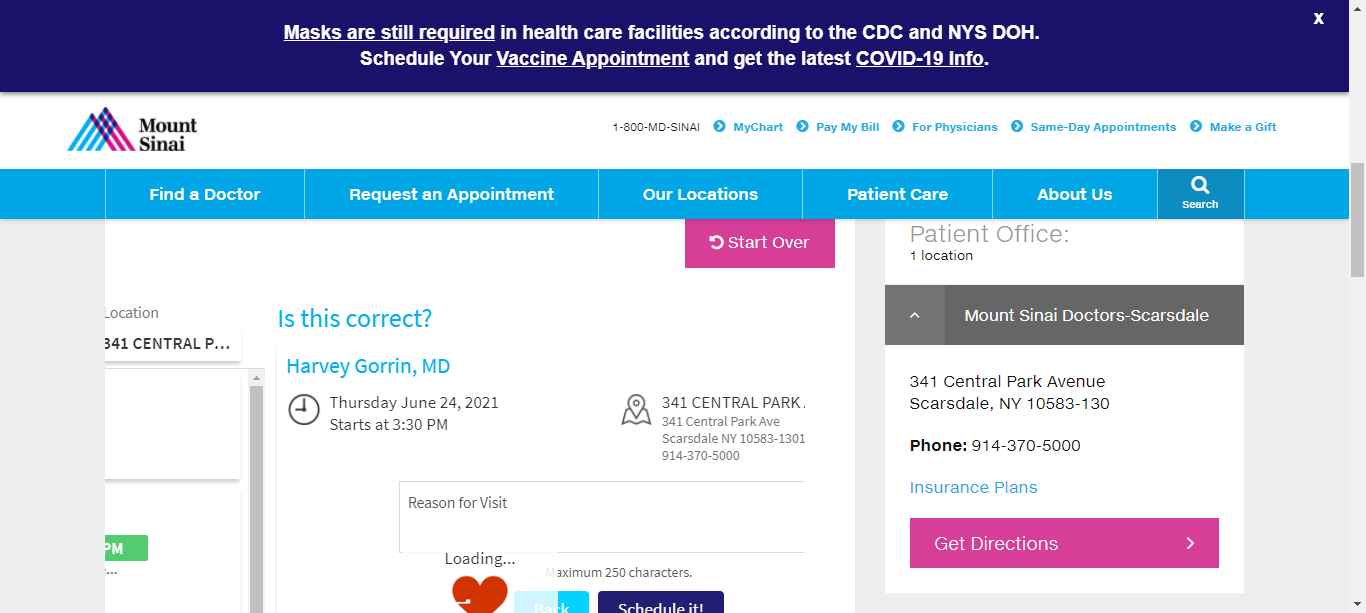 Masks are still required in health care facilities according to the CDC and NYS DOH.
X
Schedule Your Vaccine Appointment and get the latest COVID-19 Info.
Mount
Sinai
1-800-MD-SINAI MyChart Pay My Bill For Physicians Same-Day Appointments Make a Gift
Find a Doctor Request an Appointment Our Locations Patient Care About Us Search
Start Over
Location
341 CENTRAL P...
PM
...
Is this correct?
Harvey Gorrin, MD
Thursday June 24, 2021
Starts at 3:30 PM
341 CENTRAL PARK
341 Central Park Ave
Scarsdale NY 10583-1301
914-370-5000
Reason for Visit
Loading...
Maximum 250 characters.
Back Schedule it!
Patient Office:
1 location
Mount Sinai Doctors-Scarsdale
341 Central Park Avenue
Scarsdale, NY 10583-130
Phone: 914-370-5000
Insurance Plans
Get Directions